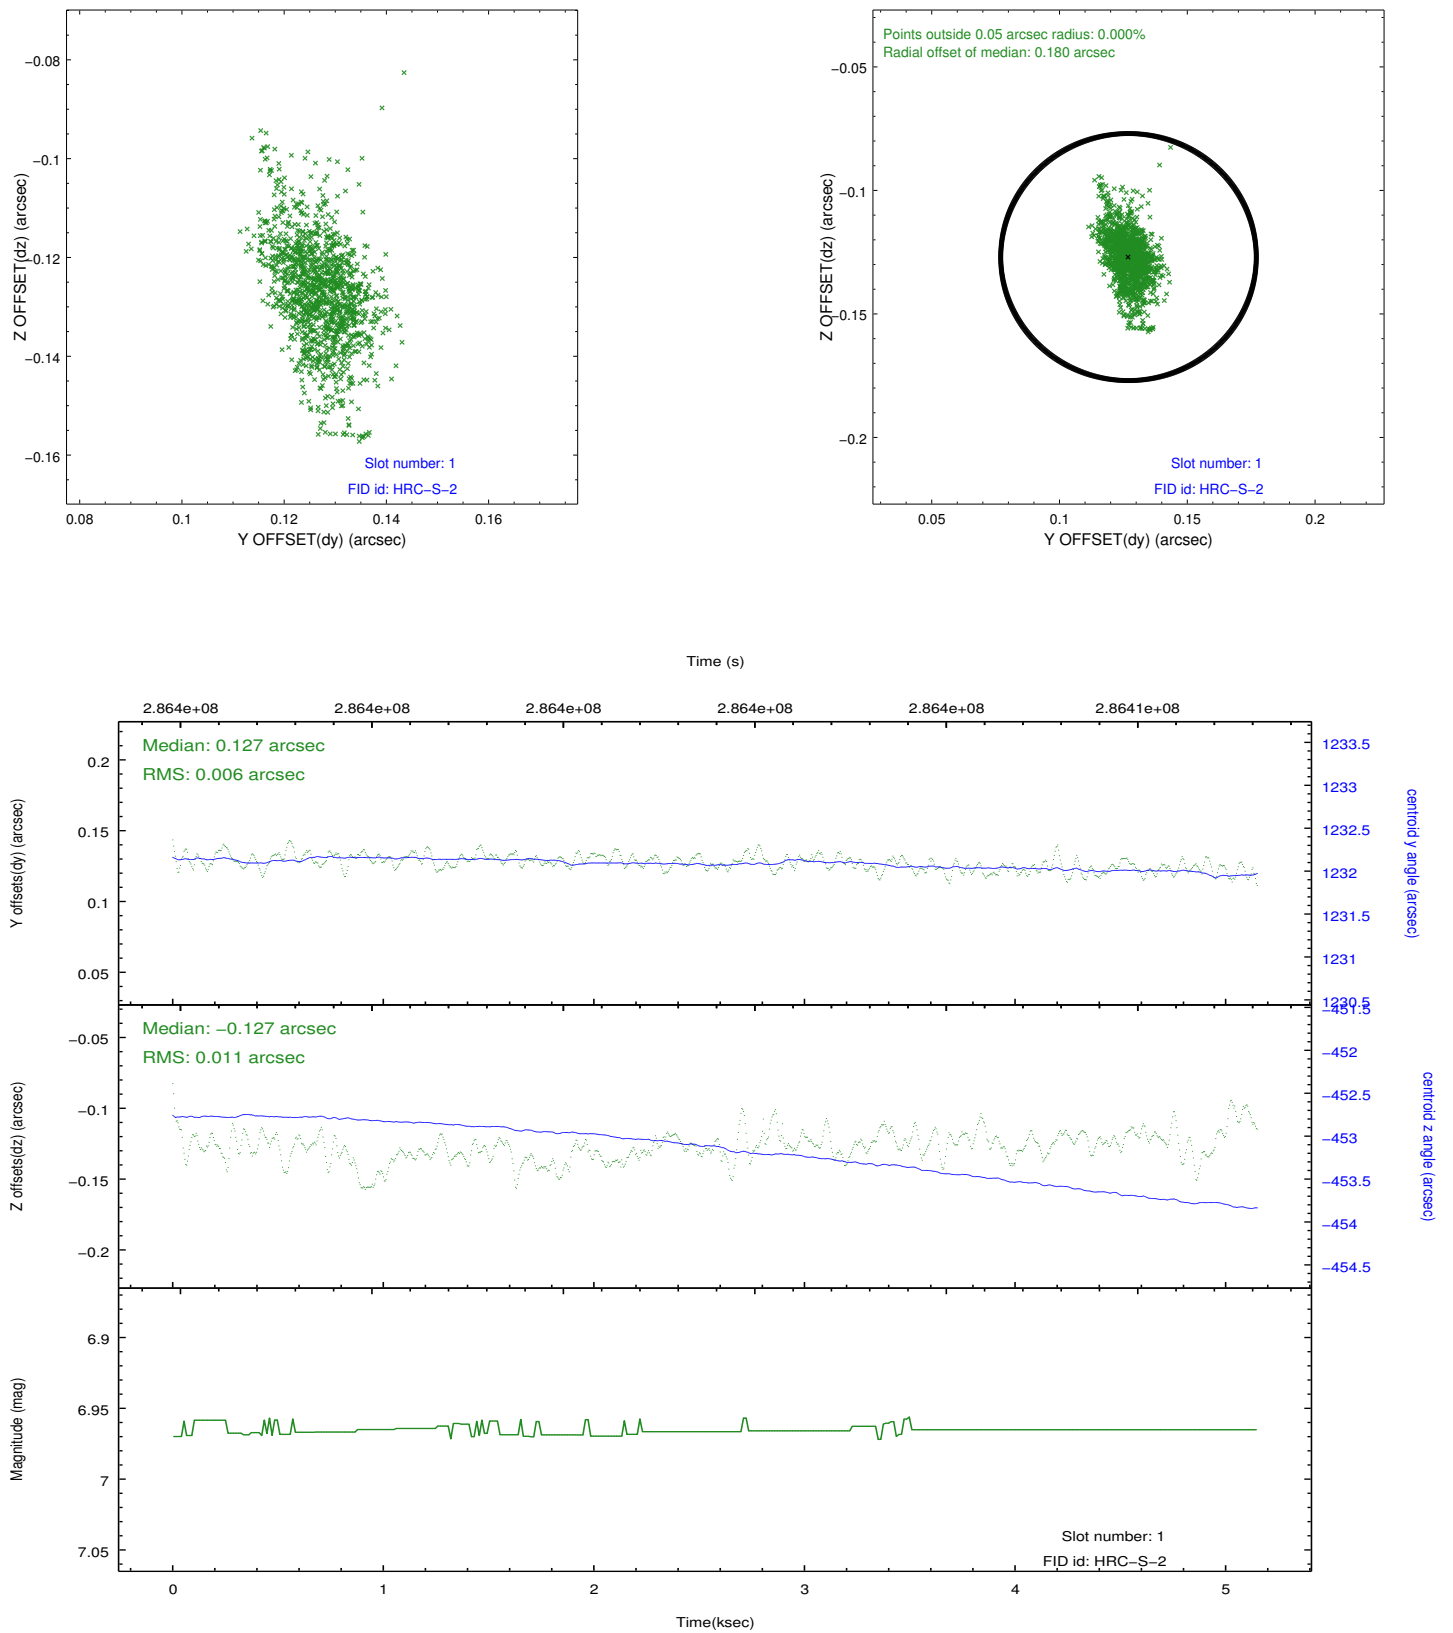 −0.08
−0.1
−0.12
−0.14
−0.16
Z OFFSET(dz) (arcsec)
Slot number: 1
FID id: HRC−S−2
0.08
0.1
0.12
0.14
0.16
Y OFFSET(dy) (arcsec)
Points outside 0.05 arcsec radius: 0.000%
Radial offset of median: 0.180 arcsec
−0.05
−0.1
−0.15
−0.2
Z OFFSET(dz) (arcsec)
Slot number: 1
FID id: HRC−S−2
0.05
0.1
0.15
0.2
Y OFFSET(dy) (arcsec)
Time (s)
2.864e+08
2.864e+08
2.864e+08
2.864e+08
2.864e+08
2.8641e+08
Median: 0.127 arcsec
RMS: 0.006 arcsec
0.2
0.15
0.1
0.05
Y offsets(dy) (arcsec)
1233.5
1233
1232.5
1232
1231.5
1231
1230.5
centroid y angle (arcsec)
Median: −0.127 arcsec
RMS: 0.011 arcsec
−0.05
−0.1
−0.15
−0.2
Z offsets(dz) (arcsec)
−451.5
−452
−452.5
−453
−453.5
−454
−454.5
centroid z angle (arcsec)
6.9
6.95
7
7.05
Magnitude (mag)
Slot number: 1
FID id: HRC−S−2
0
1
2
3
4
5
Time(ksec)